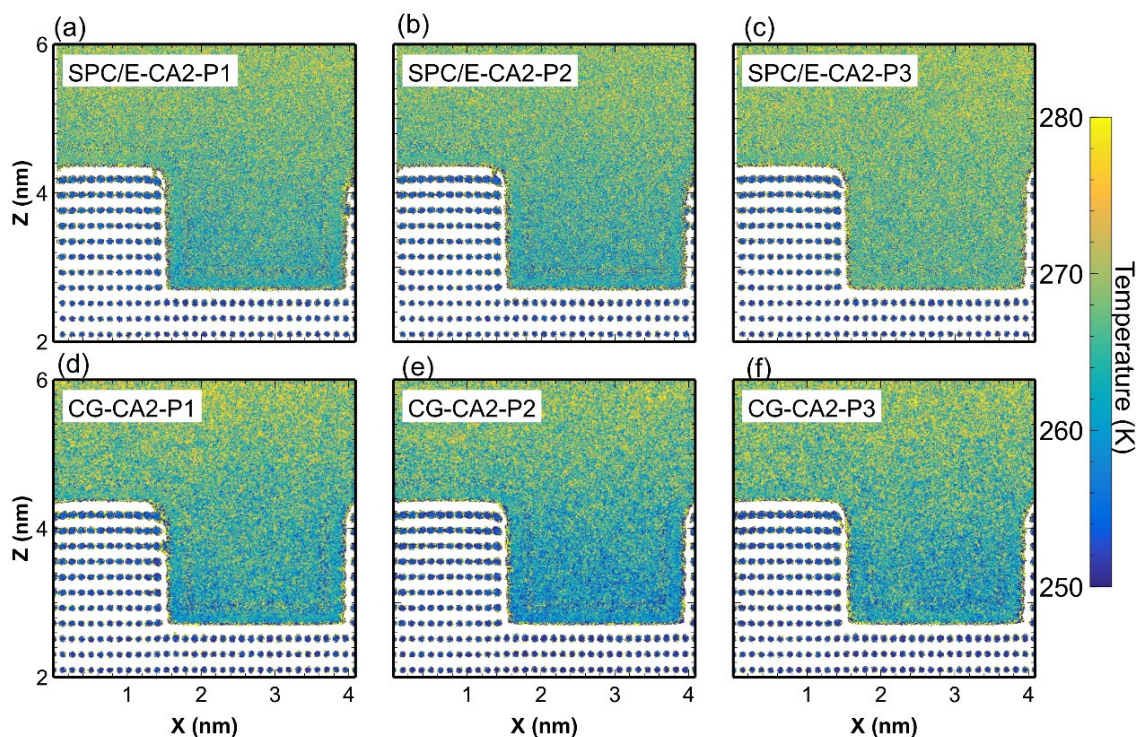 (a) (b) (c)
6
SPC/E-CA2-P1 SPC/E-CA2-P2 SPC/E-CA2-P3
280
4
Z (nm)
270
2
(d) (e) (f)
6
CG-CA2-P1 CG-CA2-P2 CG-CA2-P3
Temperature (K)
260
4
Z (nm)
250
2
1 2 3 4 1 2 3 4 1 2 3 4
X (nm) X (nm) X (nm)